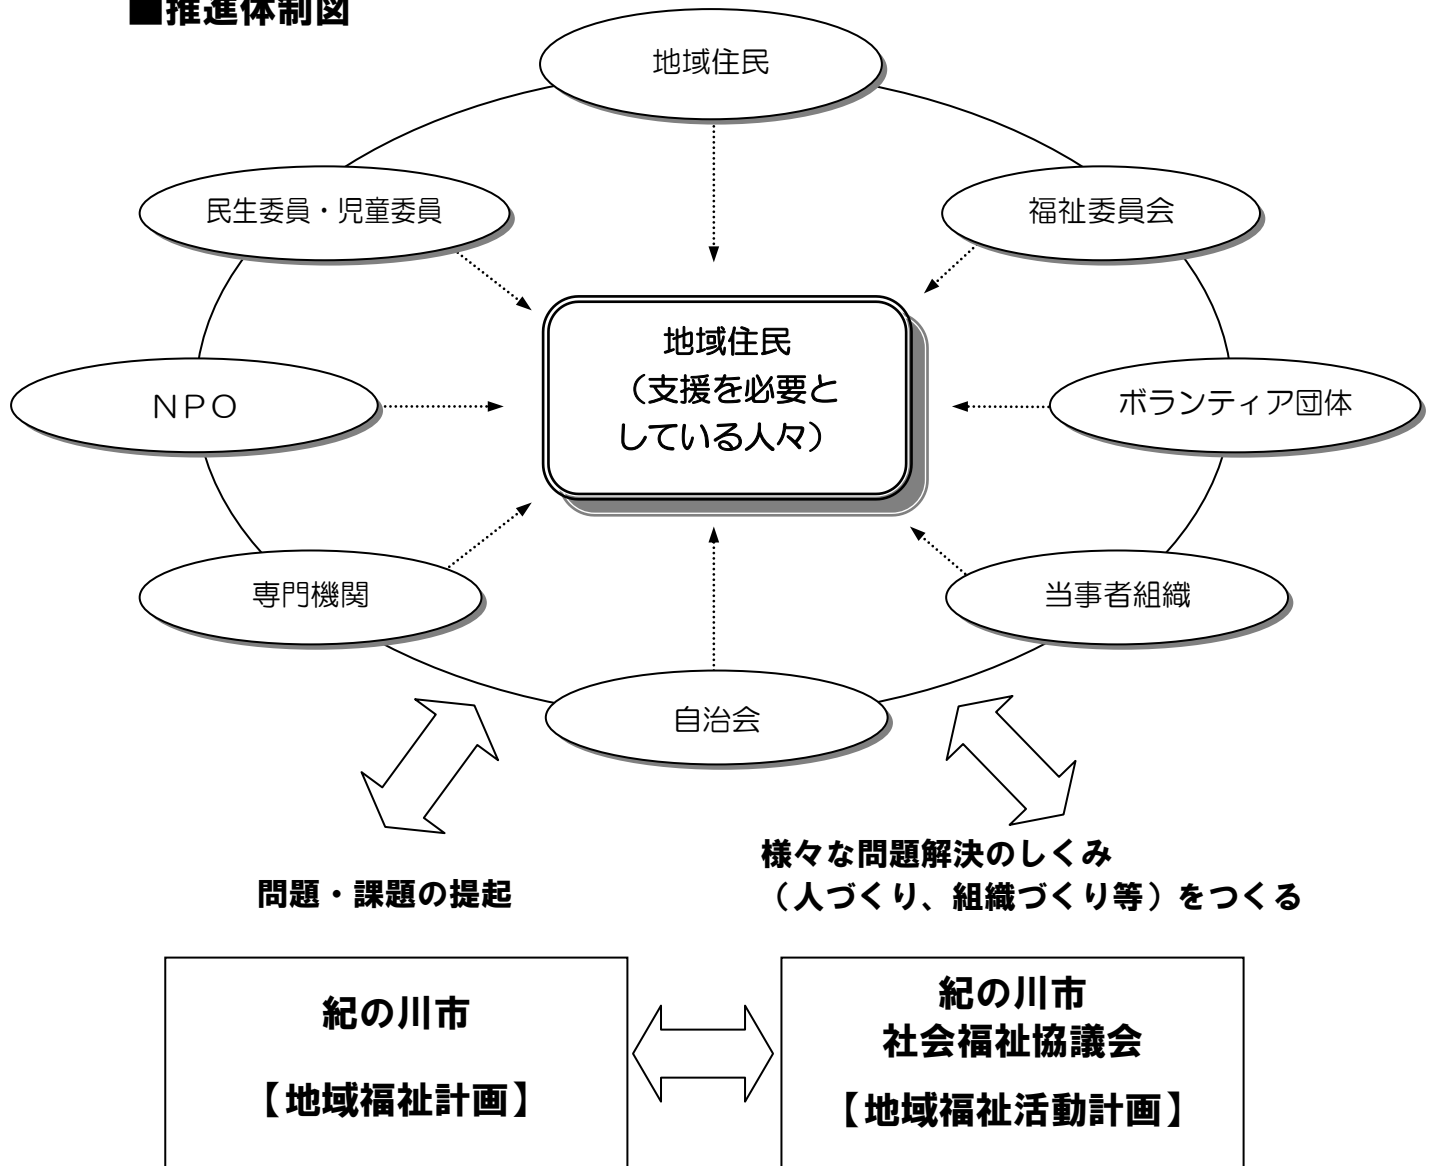 ■推進体制図
地域住民
民生委員・児童委員
福祉委員会
地域住民
（支援を必要と
している人々）
ＮＰＯ
ボランティア団体
専門機関
当事者組織
自治会
様々な問題解決のしくみ
（人づくり、組織づくり等）をつくる
問題・課題の提起
紀の川市
【地域福祉計画】
紀の川市
社会福祉協議会
【地域福祉活動計画】